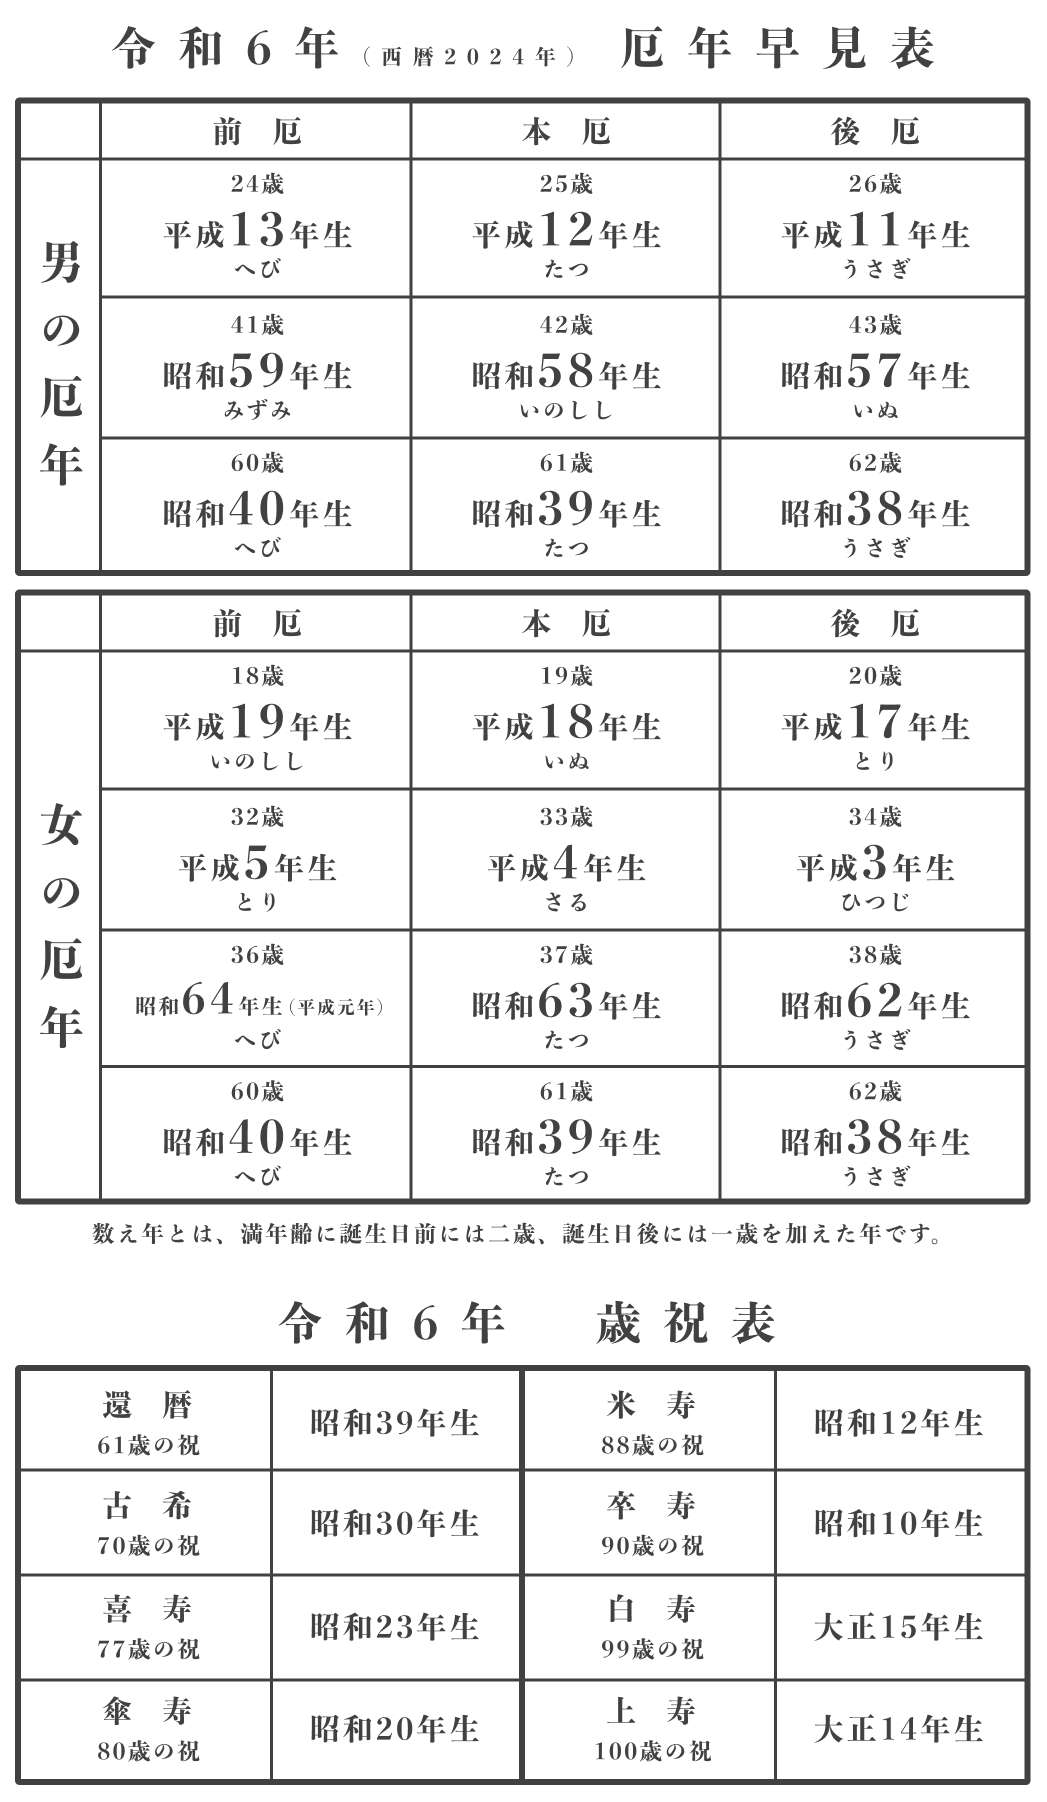 令和6年（西暦2024年）　厄年早見表
前　厄
本　厄
後　厄
男の厄年
24歳
平成13年生
へび
25歳
平成12年生
たつ
26歳
平成11年生
うさぎ
41歳
昭和59年生
みずみ
42歳
昭和58年生
いのしし
43歳
昭和57年生
いぬ
60歳
昭和40年生
へび
61歳
昭和39年生
たつ
62歳
昭和38年生
うさぎ
前　厄
本　厄
後　厄
女の厄年
18歳
平成19年生
いのしし
19歳
平成18年生
いぬ
20歳
平成17年生
とり
32歳
平成5年生
とり
33歳
平成4年生
さる
34歳
平成3年生
ひつじ
36歳
昭和64年生（平成元年）
へび
37歳
昭和63年生
たつ
38歳
昭和62年生
うさぎ
60歳
昭和40年生
へび
61歳
昭和39年生
たつ
62歳
昭和38年生
うさぎ
数え年とは、満年齢に誕生日前には二歳、誕生日後には一歳を加えた年です。
令和6年　歳祝表
還　暦
61歳の祝
昭和39年生
米　寿
88歳の祝
昭和12年生
古　希
70歳の祝
昭和30年生
卒　寿
90歳の祝
昭和10年生
喜　寿
77歳の祝
昭和23年生
白　寿
99歳の祝
大正15年生
傘　寿
80歳の祝
昭和20年生
上　寿
100歳の祝
大正14年生